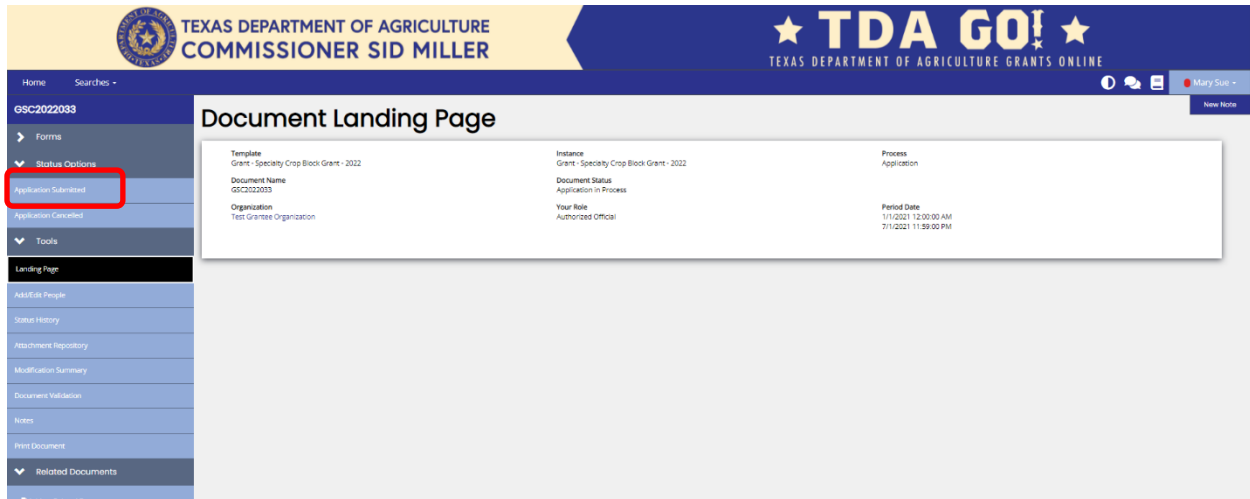 TEXAS DEPARTMENT OF AGRICULTURE
COMMISSIONER SID MILLER
★ TDA GO! ★
TEXAS DEPARTMENT OF AGRICULTURE GRANTS ONLINE
Home Searches
Mary Sue
New Note
GSC2022033
Forms
Status Options
Application Submitted
Application Cancelled
Tools
Landing Page
Add/Edit People
Status History
Attachment Repository
Modification Summary
Document Validation
Notes
Print Document
Related Documents
Document Landing Page
Template
Grant - Specialty Crop Block Grant - 2022
Instance
Grant - Specialty Crop Block Grant - 2022
Process
Application
Document Name
GSC2022033
Document Status
Application in Process
Organization
Test Grantee Organization
Your Role
Authorized Official
Period Date
1/1/2021 12:00:00 AM
7/1/2021 11:59:00 PM